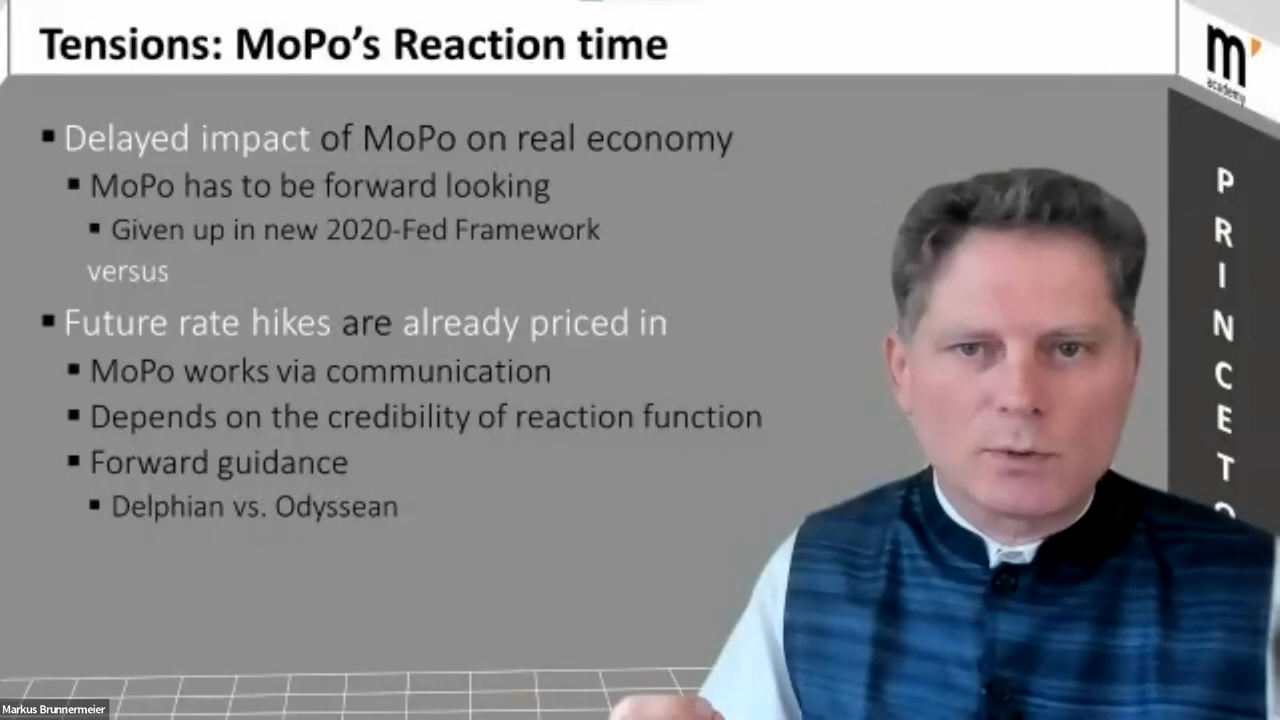 Tensions: MoPo's Reaction time
m'
academy
▪ Delayed impact of MoPo on real economy
▪ MoPo has to be forward looking
▪ Given up in new 2020-Fed Framework
versus
▪ Future rate hikes are already priced in
▪ MoPo works via communication
▪ Depends on the credibility of reaction function
▪ Forward guidance
▪ Delphian vs. Odyssean
P
R
I
N
C
E
T
Markus Brunnermeier